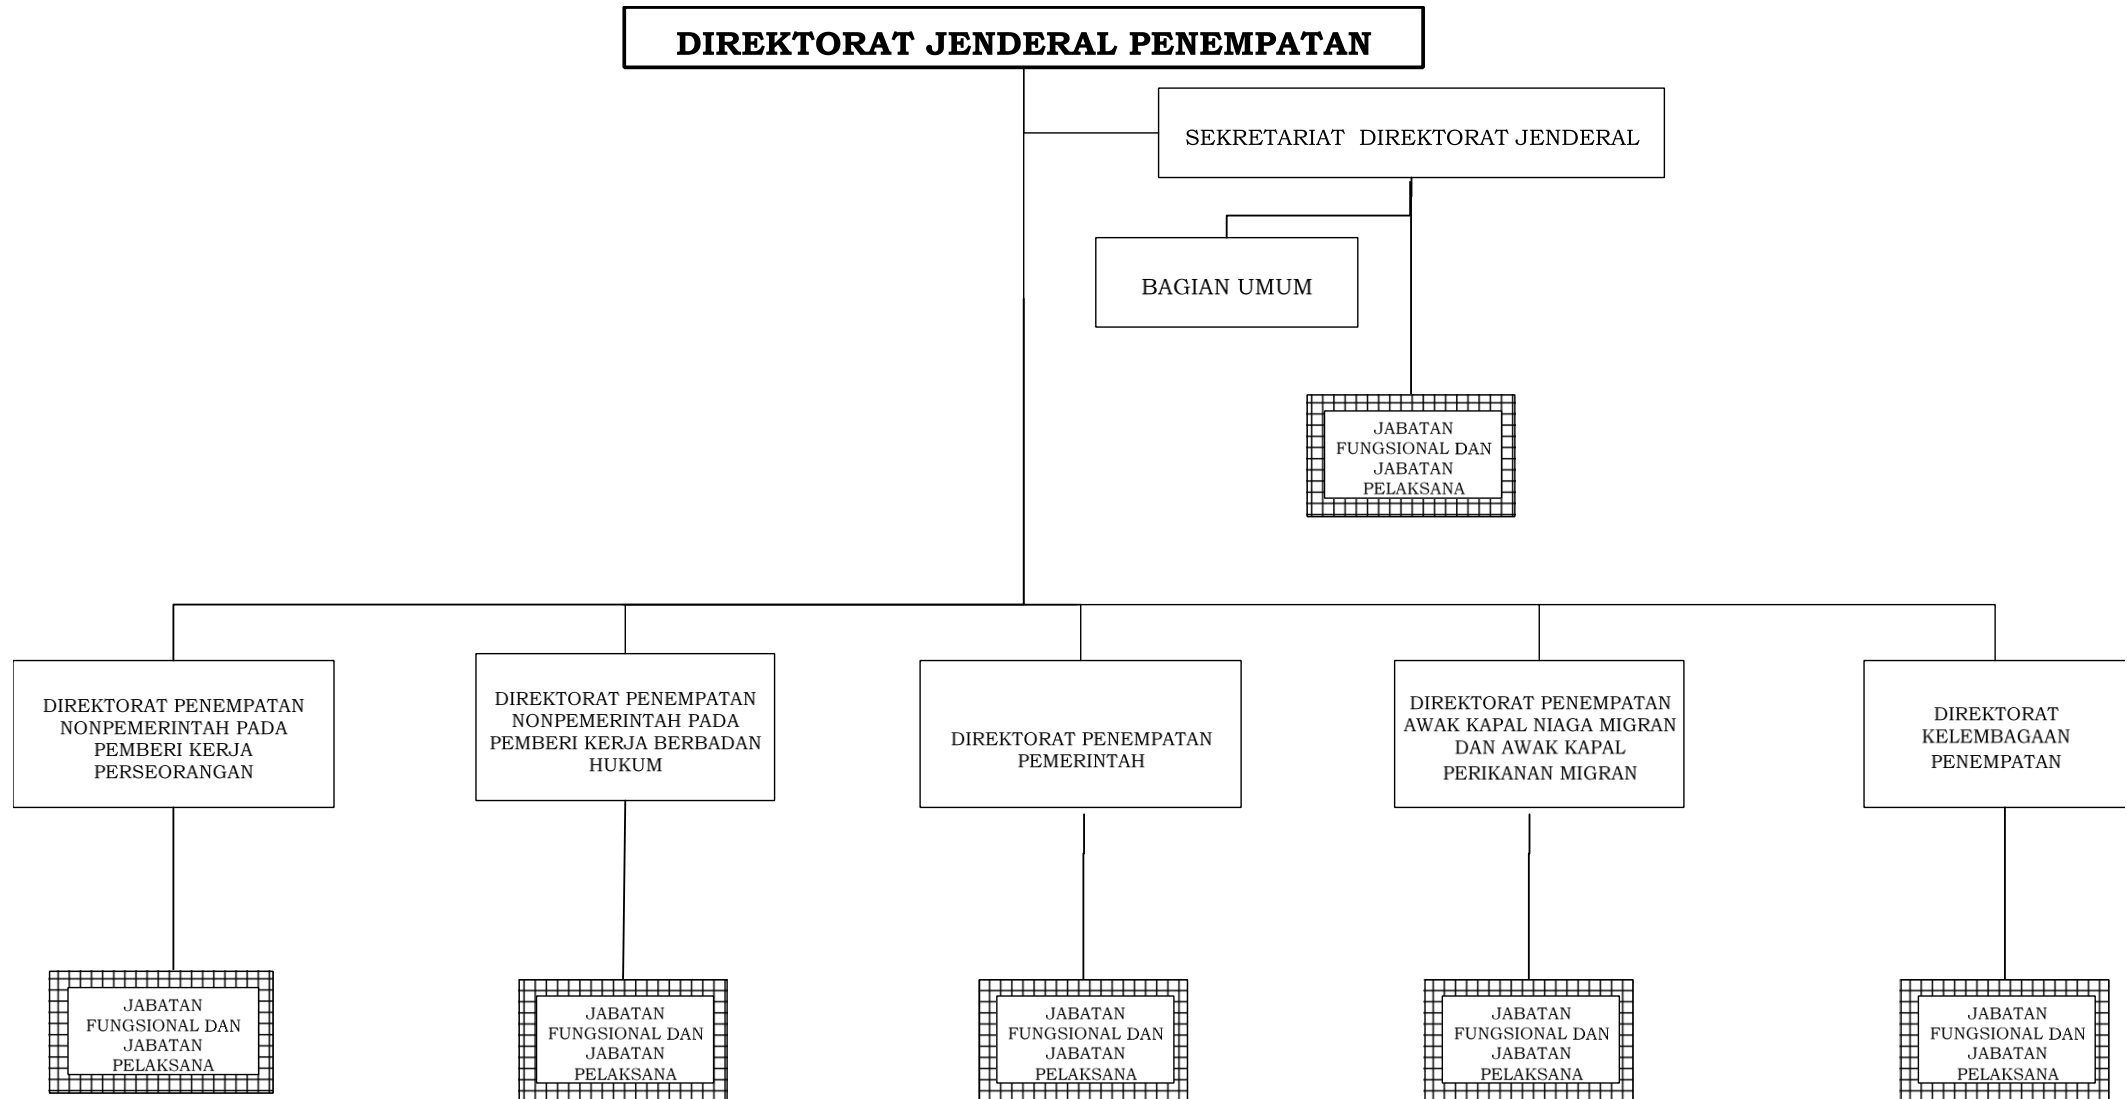 DIREKTORAT JENDERAL PENEMPATAN
SEKRETARIAT DIREKTORAT JENDERAL
BAGIAN UMUM
JABATAN
FUNGSIONAL DAN
JABATAN
PELAKSANA
DIREKTORAT PENEMPATAN
NONPEMERINTAH PADA
PEMBERI KERJA
PERSEORANGAN
DIREKTORAT PENEMPATAN
NONPEMERINTAH PADA
PEMBERI KERJA BERBADAN
HUKUM
DIREKTORAT PENEMPATAN
PEMERINTAH
DIREKTORAT PENEMPATAN
AWAK KAPAL NIAGA MIGRAN
DAN AWAK KAPAL
PERIKANAN MIGRAN
DIREKTORAT
KELEMBAGAAN
PENEMPATAN
JABATAN
FUNGSIONAL DAN
JABATAN
PELAKSANA
JABATAN
FUNGSIONAL DAN
JABATAN
PELAKSANA
JABATAN
FUNGSIONAL DAN
JABATAN
PELAKSANA
JABATAN
FUNGSIONAL DAN
JABATAN
PELAKSANA
JABATAN
FUNGSIONAL DAN
JABATAN
PELAKSANA